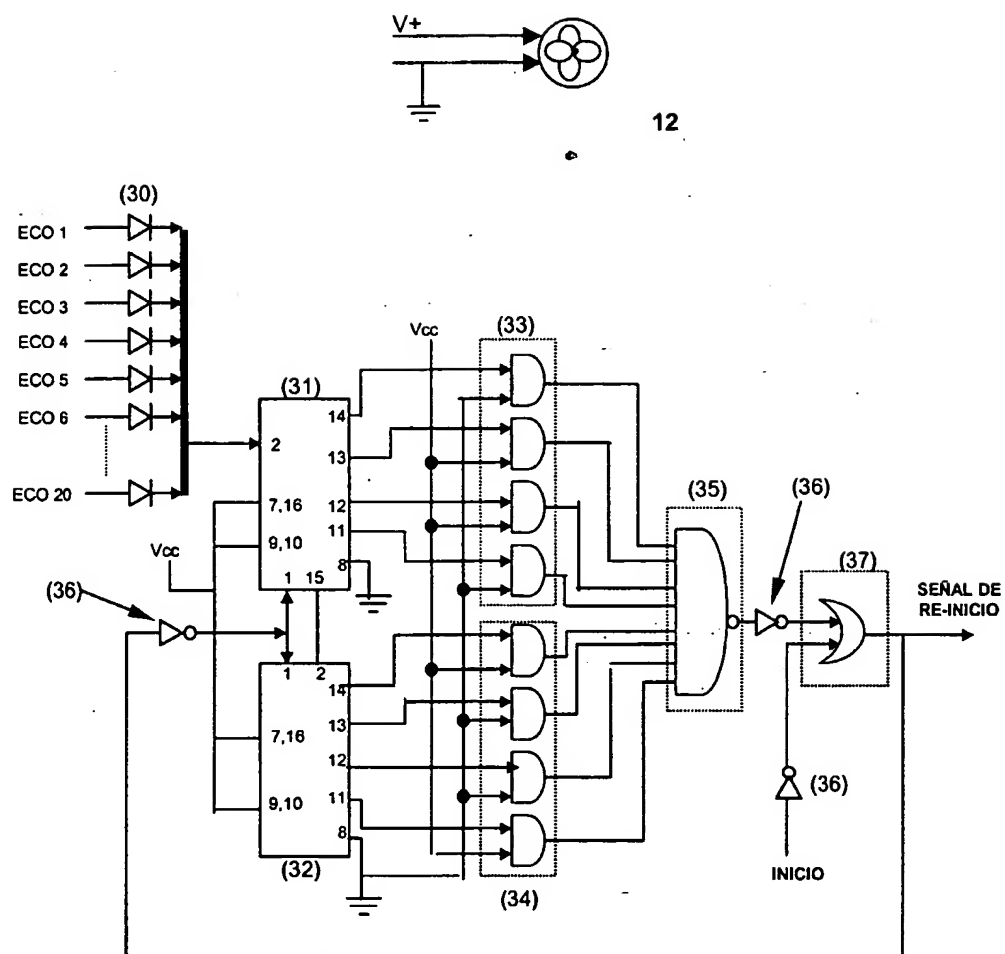 V+
12
(30)
ECO 1
ECO 2
ECO 3
ECO 4
ECO 5
ECO 6
ECO 20
Vcc
(33)
(31)
14
2
13
12
11
7,16
9,10
8
1 15
Vcc
(36)
(35)
(36)
(37)
SEÑAL DE
RE-INICIO
1 2
14
13
7,16
12
11
9,10
8
(32)
(34)
(36)
INICIO